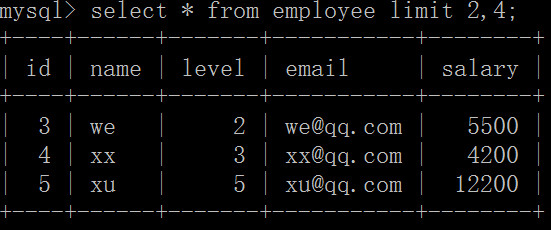 mysql> select * from employee limit 2,4;
+----+------+-------+-----------+--------+
| id | name | level | email     | salary |
+----+------+-------+-----------+--------+
|  3 | we   |     2 | we@qq.com |   5500 |
|  4 | xx   |     3 | xx@qq.com |   4200 |
|  5 | xu   |     5 | xu@qq.com |  12200 |
+----+------+-------+-----------+--------+